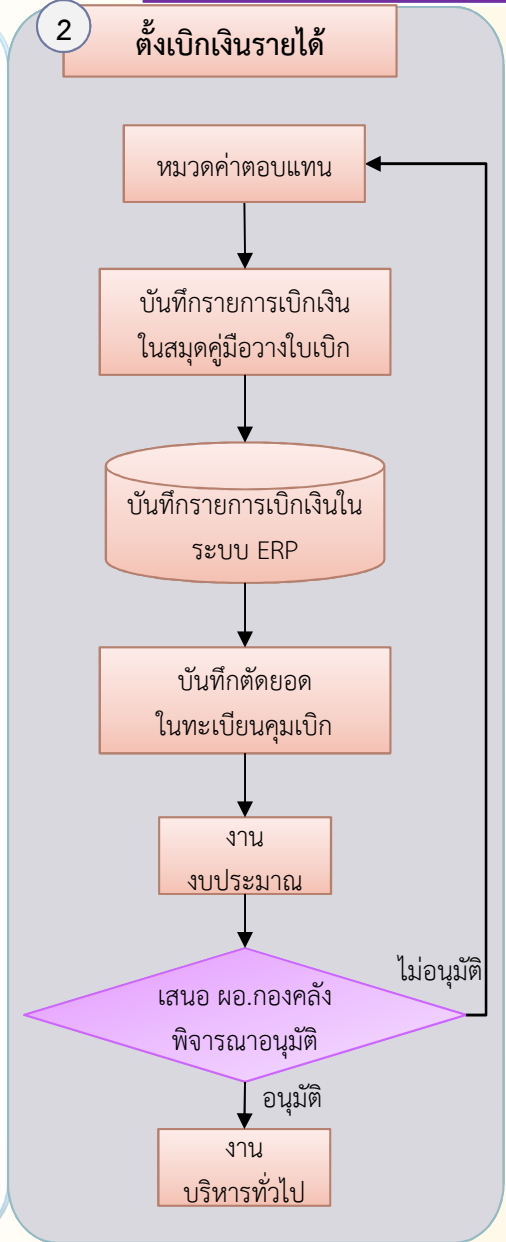 2
ตั้งเบิกเงินรายได้
หมวดค่าตอบแทน
บันทึกรายการเบิกเงิน
ในสมุดคู่มือวางใบเบิก
บันทึกรายการเบิกเงินใน
ระบบ ERP
บันทึกตัดยอด
ในทะเบียนคุมเบิก
งาน
งบประมาณ
ไม่อนุมัติ
เสนอ ผอ.กองคลัง
พิจารณาอนุมัติ
อนุมัติ
งาน
บริหารทั่วไป